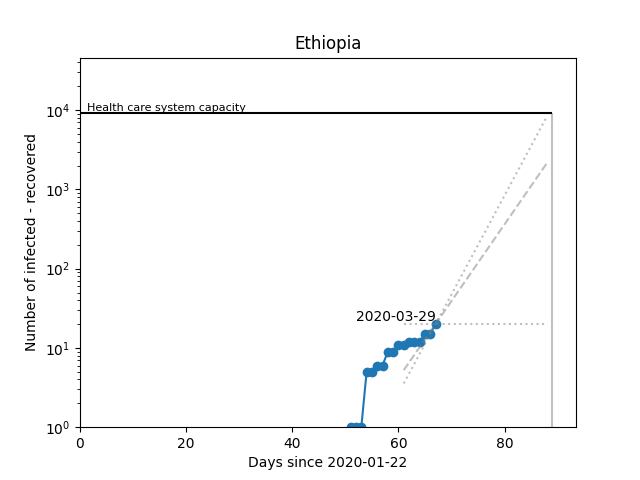 Ethiopia
Number of infected - recovered
10^4
10^3
10^2
10^1
10^0
Health care system capacity
2020-03-29
0 20 40 60 80
Days since 2020-01-22